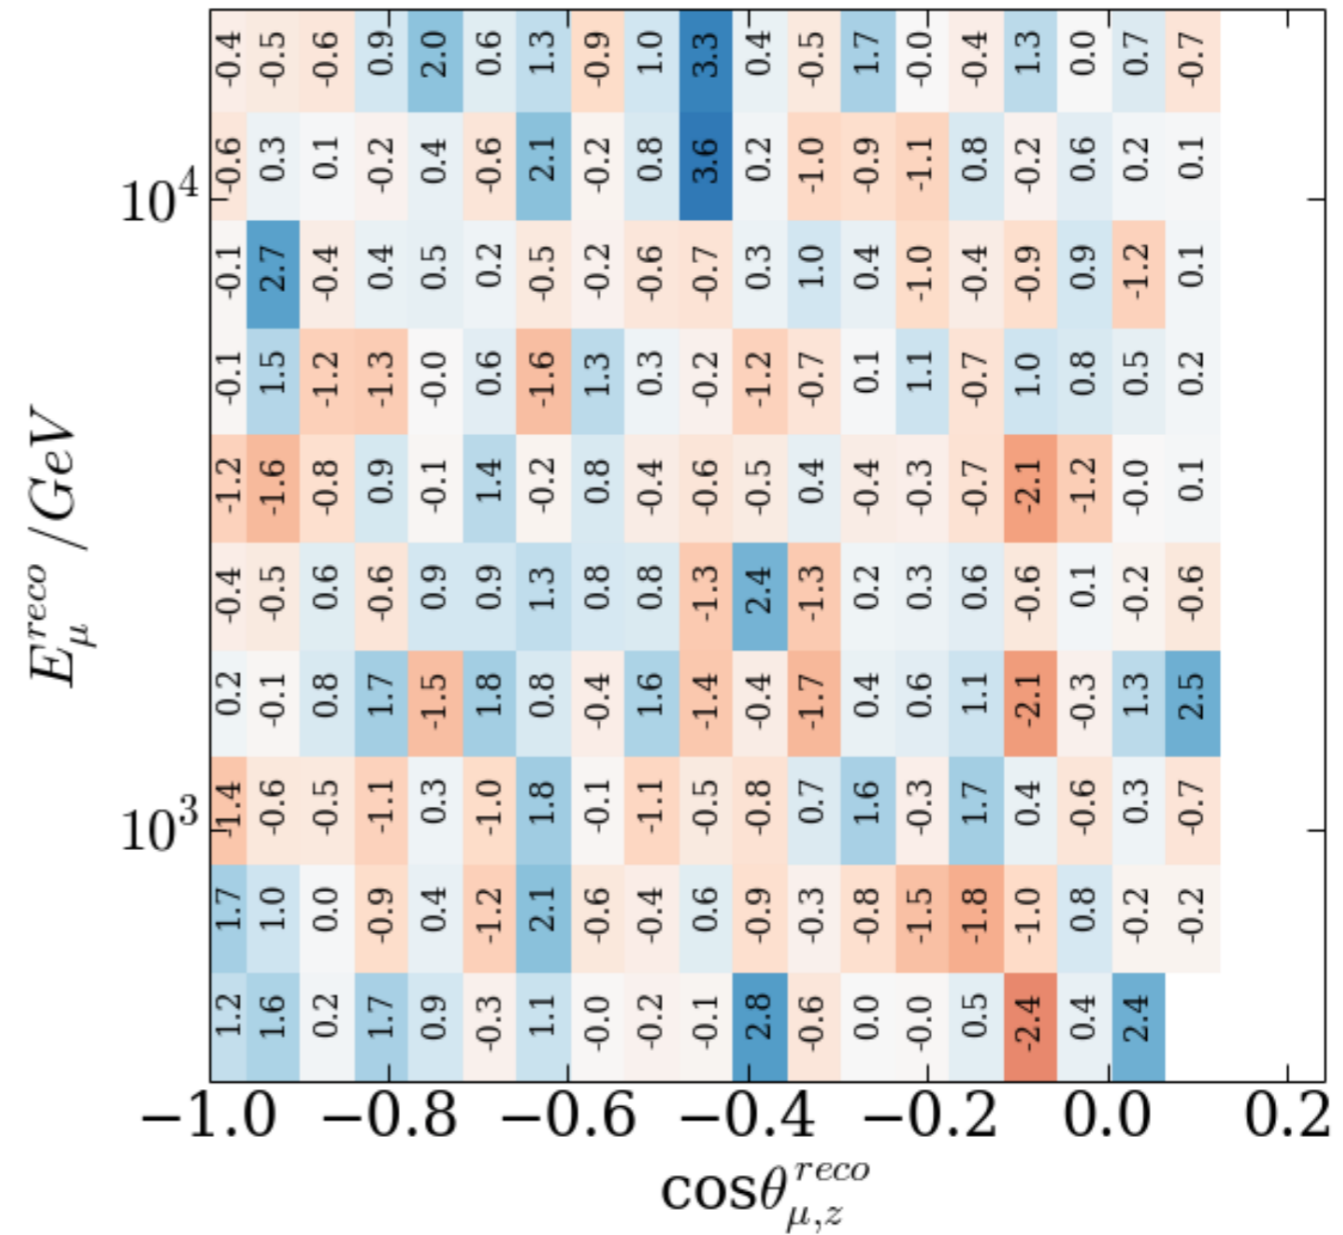 -0.4 -0.5 -0.6 0.9 2.0 0.6 1.3 -0.9 1.0 3.3 0.4 -0.5 1.7 -0.0 -0.4 1.3 0.0 0.7 -0.7
-0.6 0.3 0.1 -0.2 0.4 -0.6 2.1 -0.2 0.8 3.6 0.2 -1.0 -0.9 -1.1 0.8 -0.2 0.6 0.2 0.1
10⁴
-0.1 2.7 -0.4 0.4 0.5 0.2 -0.5 -0.2 -0.6 -0.7 0.3 1.0 0.4 -1.0 -0.4 -0.9 0.9 -1.2 0.1
-0.1 1.5 -1.2 -1.3 -0.0 0.6 -1.6 1.3 0.3 -0.2 -1.2 -0.7 0.1 1.1 -0.7 1.0 0.8 0.5 0.2
-1.2 -1.6 -0.8 0.9 -0.1 1.4 -0.2 0.8 -0.4 -0.6 -0.5 0.4 -0.4 -0.3 -0.7 -2.1 -1.2 -0.0 0.1
E_μ^{reco} /GeV
-0.4 -0.5 0.6 -0.6 0.9 0.9 1.3 0.8 0.8 -1.3 2.4 -1.3 0.2 0.3 0.6 -0.6 0.1 -0.2 -0.6
0.2 -0.1 0.8 1.7 -1.5 1.8 0.8 -0.4 1.6 -1.4 -0.4 -1.7 0.4 0.6 1.1 -2.1 -0.3 1.3 2.5
-1.4 -0.6 -0.5 -1.1 0.3 -1.0 1.8 -0.1 -1.1 -0.5 -0.8 0.7 1.6 -0.3 1.7 0.4 -0.6 0.3 -0.7
10³
1.7 1.0 0.0 -0.9 0.4 -1.2 2.1 -0.6 -0.4 0.6 -0.9 -0.3 -0.8 -1.5 -1.8 -1.0 0.8 -0.2 -0.2
1.2 1.6 0.2 1.7 0.9 -0.3 1.1 -0.0 -0.2 -0.1 2.8 -0.6 0.0 -0.0 0.5 -2.4 0.4 2.4
−1.0 −0.8 −0.6 −0.4 −0.2 0.0 0.2
cosθ_{μ,z}^{reco}